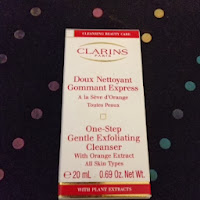 CLEANSING BEAUTY CARE
CLARINS
PARIS
Doux Nettoyant
Gommant Express
A la Sève d'Orange
Toutes Peaux
One-Step
Gentle Exfoliating
Cleanser
With Orange Extract
All Skin Types
e 20 mL 0.69 Oz. Net Wt.
WITH PLANT EXTRACTS